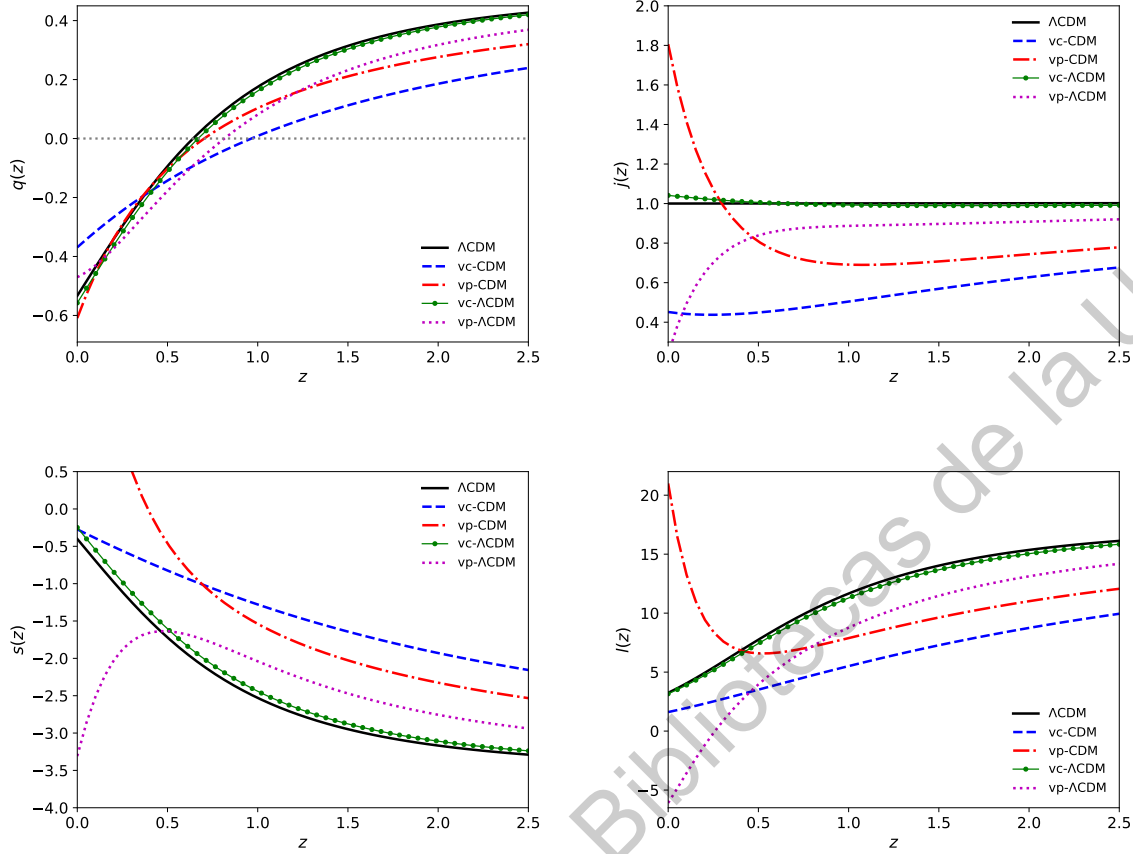 0.4
0.2
0.0
−0.2
−0.4
−0.6
q(z)
0.0 0.5 1.0 1.5 2.0 2.5
z
ΛCDM
vc-CDM
vp-CDM
vc-ΛCDM
vp-ΛCDM
2.0
1.8
1.6
1.4
1.2
1.0
0.8
0.6
0.4
j(z)
0.0 0.5 1.0 1.5 2.0 2.5
z
ΛCDM
vc-CDM
vp-CDM
vc-ΛCDM
vp-ΛCDM
0.5
0.0
−0.5
−1.0
−1.5
−2.0
−2.5
−3.0
−3.5
−4.0
s(z)
0.0 0.5 1.0 1.5 2.0 2.5
z
ΛCDM
vc-CDM
vp-CDM
vc-ΛCDM
vp-ΛCDM
20
15
10
5
0
−5
l(z)
0.0 0.5 1.0 1.5 2.0 2.5
z
ΛCDM
vc-CDM
vp-CDM
vc-ΛCDM
vp-ΛCDM
Bibliotecas de la U